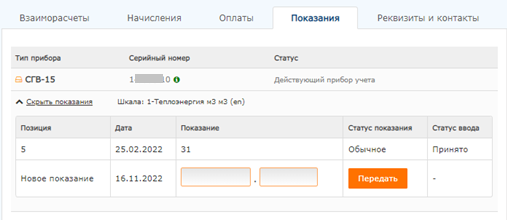 Взаиморасчеты Начисления Оплаты Показания Реквизиты и контакты
Тип прибора Серийный номер Статус
СГВ-15 1 0 Действующий прибор учета
Скрыть показания Шкала: 1-Теплоэнергия м3 м3 (en)
Позиция Дата Показание Статус показания Статус ввода
5 25.02.2022 31 Обычное Принято
Новое показание 16.11.2022 . Передать -